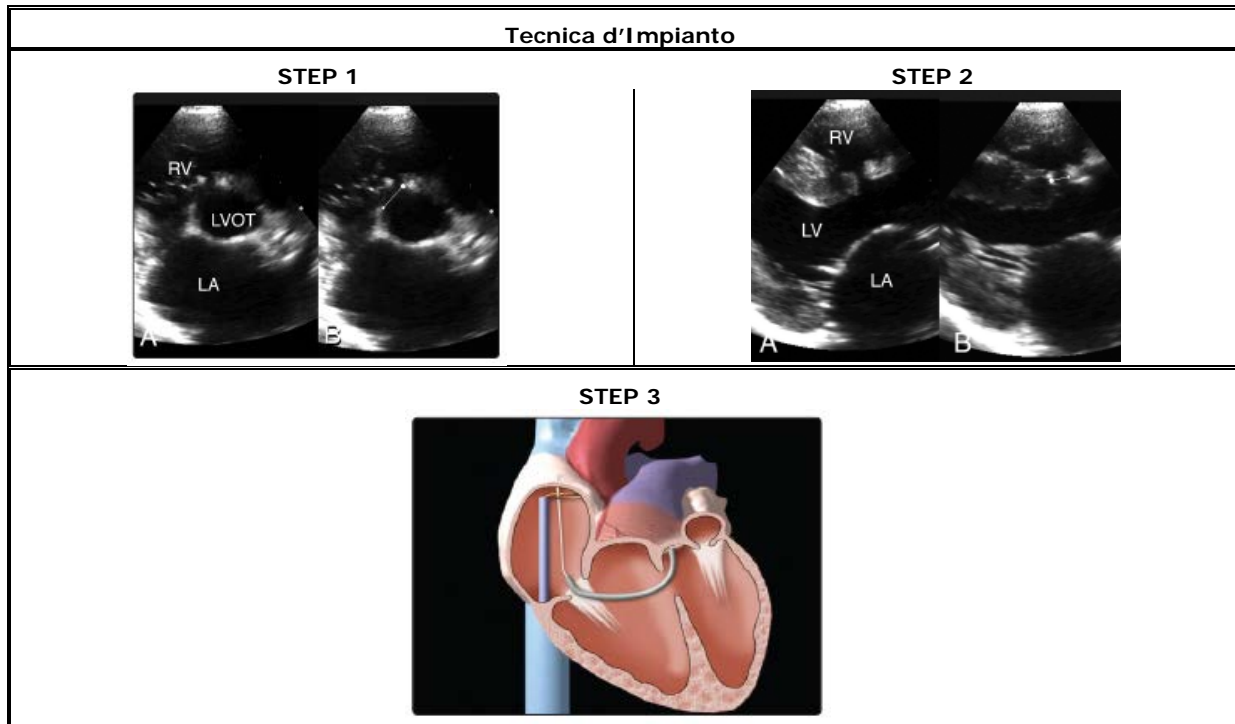 Tecnica d'Impianto
STEP 1
STEP 2
RV
LVOT
LA
A
B
RV
LV
LA
A
B
STEP 3